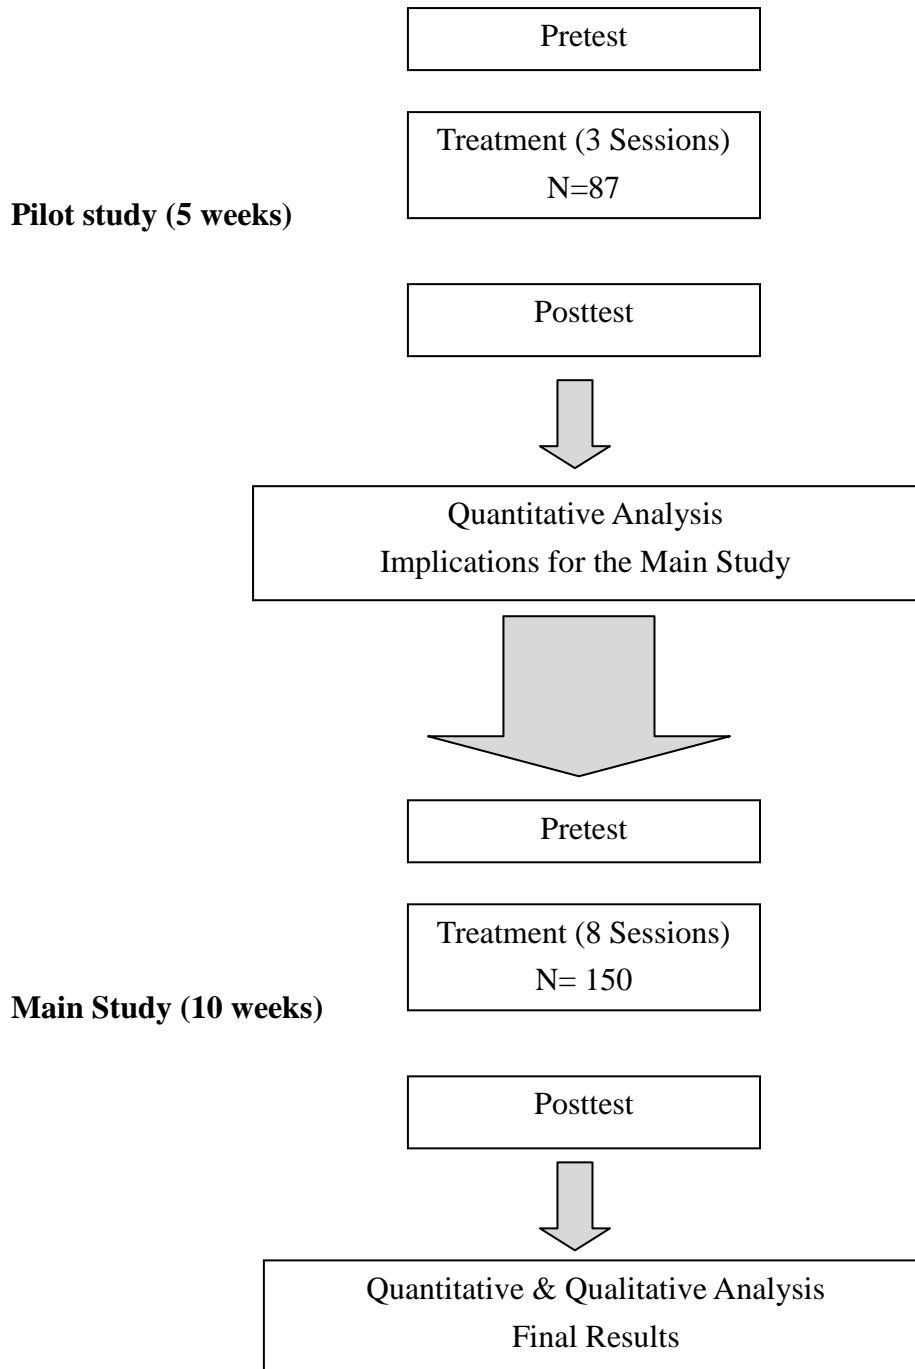 Pretest
Treatment (3 Sessions)
N=87
Pilot study (5 weeks)
Posttest
Quantitative Analysis
Implications for the Main Study
Pretest
Treatment (8 Sessions)
N= 150
Main Study (10 weeks)
Posttest
Quantitative & Qualitative Analysis
Final Results